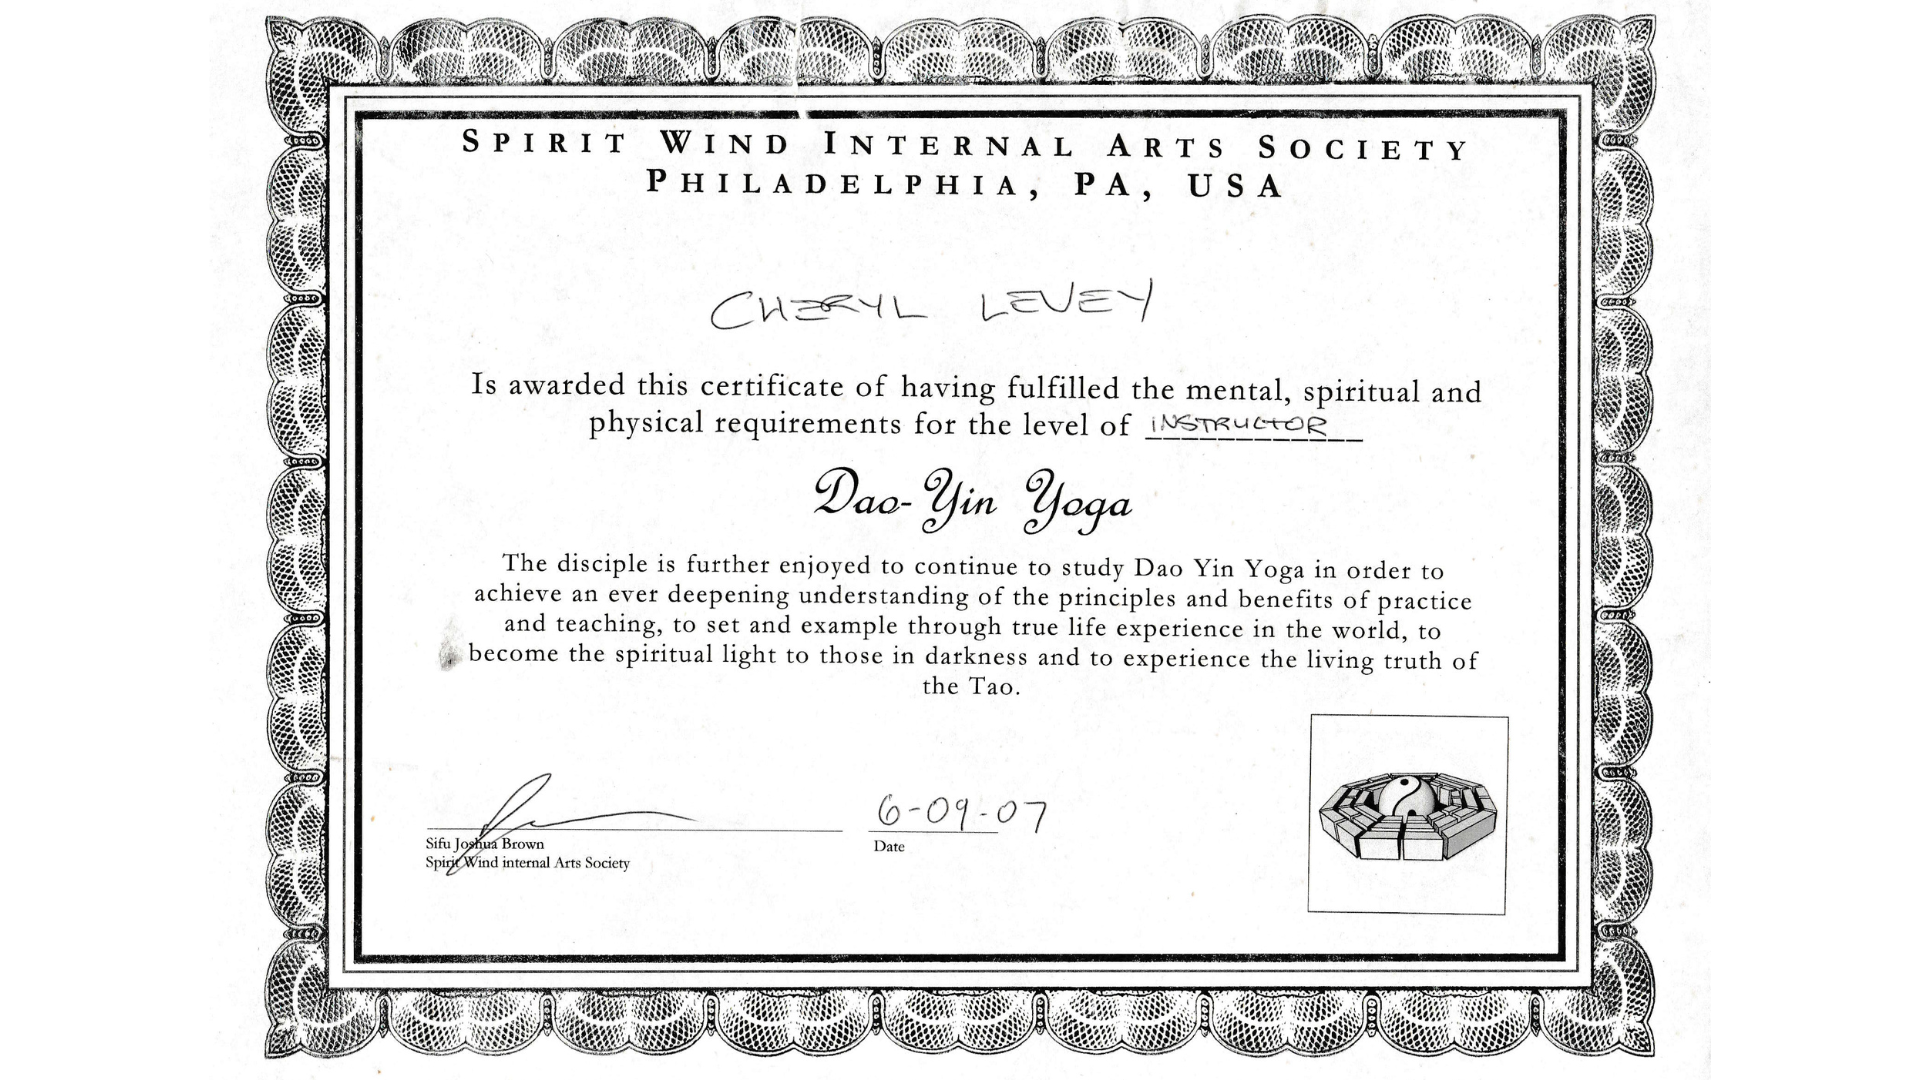 SPIRIT WIND INTERNAL ARTS SOCIETY
PHILADELPHIA, PA, USA
CHERYL LEVEY
Is awarded this certificate of having fulfilled the mental, spiritual and
physical requirements for the level of INSTRUCTOR
Dao-Yin Yoga
The disciple is further enjoyed to continue to study Dao Yin Yoga in order to
achieve an ever deepening understanding of the principles and benefits of practice
and teaching, to set and example through true life experience in the world, to
become the spiritual light to those in darkness and to experience the living truth of
the Tao.
6-09-07
Sifu Joshua Brown
Date
Spirit Wind internal Arts Society